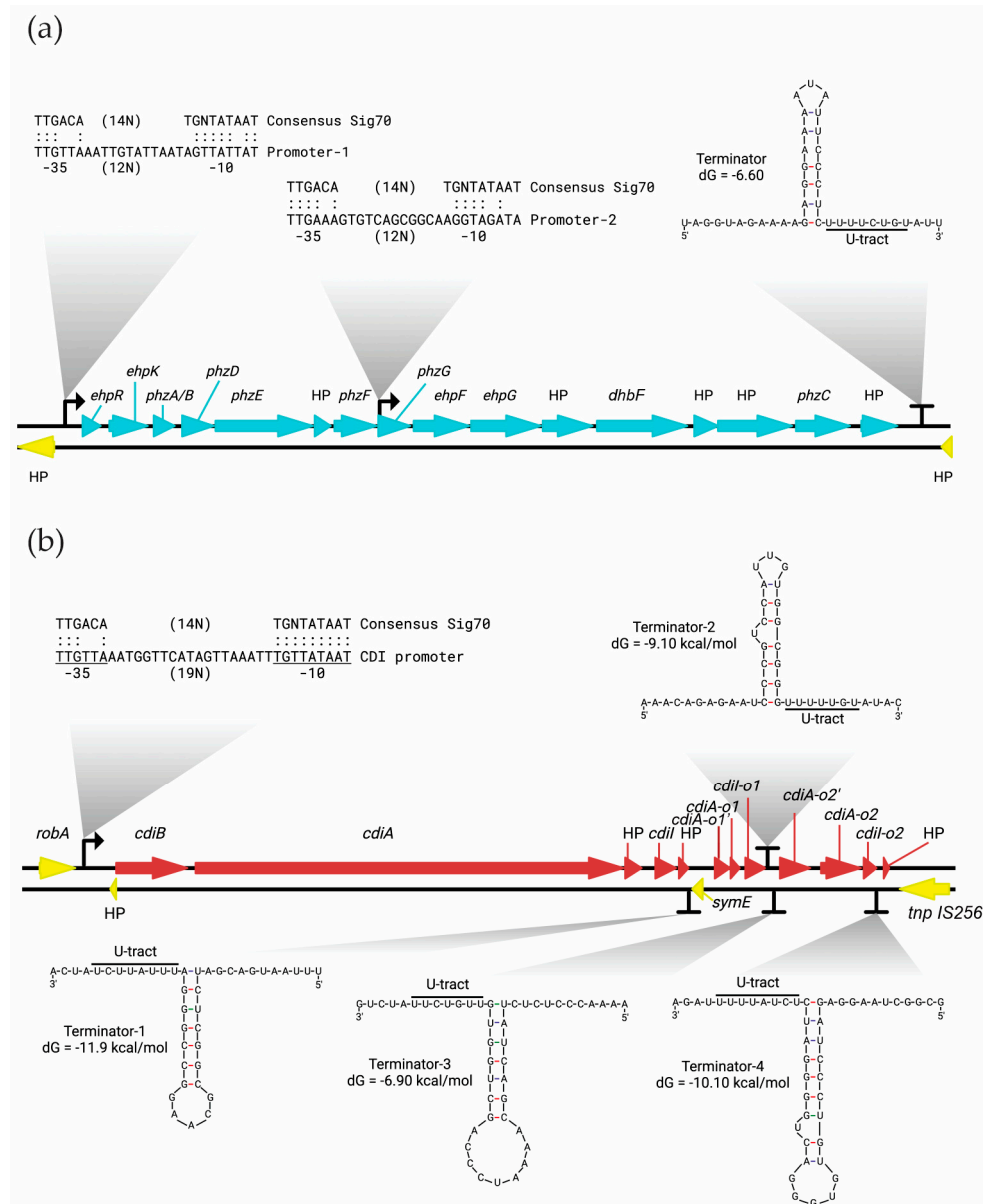 (a)
TTGACA (14N) TGNTATAAT Consensus Sig70
::: : ::::: ::
TTGTTAAATTGTATTAATAGTTATTAT Promoter-1
-35 (12N) -10
TTGACA (14N) TGNTATAAT Consensus Sig70
:::: : :::: :
TTGAAAGTGTCAGCGGCAAGGTAGATA Promoter-2
-35 (12N) -10
Terminator
dG = -6.60
U-A-G-G-U-A-G-A-A-A-A-G C-U-U-U-U-C-U-G-U-A-U-U
5' 3'
U-tract
ehpR ehpK phzA/B phzD phzE HP phzF phzG ehpF ehpG HP dhbF HP HP phzC HP
HP HP
(b)
TTGACA (14N) TGNTATAAT Consensus Sig70
::: : :::::::::
TTGTTAAATGGTTCATAGTTAAATTTGTTATAAT CDI promoter
-35 (19N) -10
Terminator-2
dG = -9.10 kcal/mol
A-A-A-C-A-G-A-G-A-A-U-C G-U-U-U-U-U-G-U-A-U-A-C
5' 3'
U-tract
robA cdiB cdiA HP cdiI HP cdiA-o1' cdiA-o1 cdiI-o1 cdiA-o2' cdiA-o2 cdiI-o2 HP
HP symE tnp IS256
U-tract
A-C-U-A-U-C-U-U-A-U-U-U-A-U-A-G-C-A-G-U-A-A-U-U-U
3' 5'
Terminator-1
dG = -11.9 kcal/mol
U-tract
G-U-C-U-A-U-U-C-U-G-U-U-G-U-C-U-C-U-C-C-C-A-A-A-A
3' 5'
Terminator-3
dG = -6.90 kcal/mol
U-tract
A-G-A-U-U-U-U-U-A-U-C-U-C-G-A-G-G-A-A-U-C-G-G-C-G
3' 5'
Terminator-4
dG = -10.10 kcal/mol